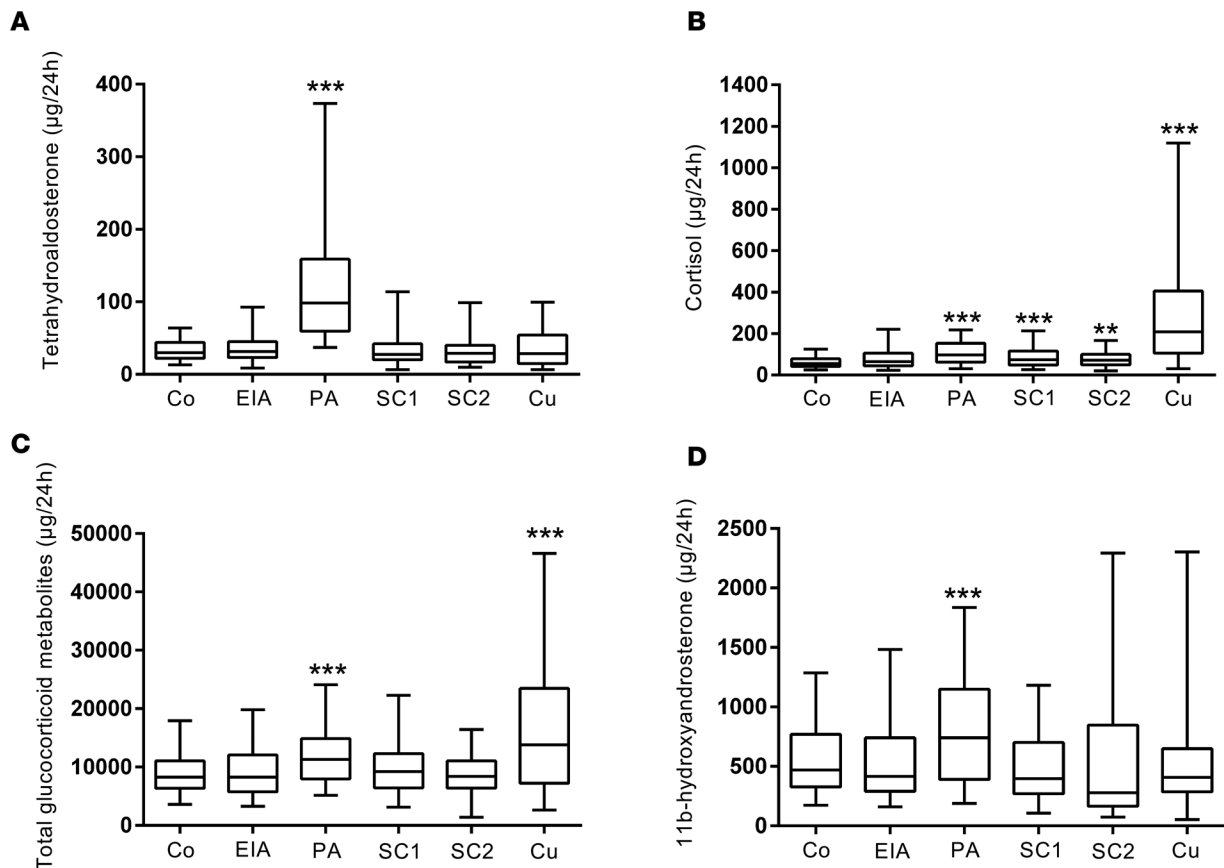 A
Tetrahydroaldosterone (µg/24h)
400
300
200
100
0
***
Co EIA PA SC1 SC2 Cu
B
Cortisol (µg/24h)
1400
1200
1000
800
600
400
200
0
***
***
**
***
Co EIA PA SC1 SC2 Cu
C
Total glucocorticoid metabolites (µg/24h)
50000
40000
30000
20000
10000
0
***
***
Co EIA PA SC1 SC2 Cu
D
11b-hydroxyandrosterone (µg/24h)
2500
2000
1500
1000
500
0
***
Co EIA PA SC1 SC2 Cu